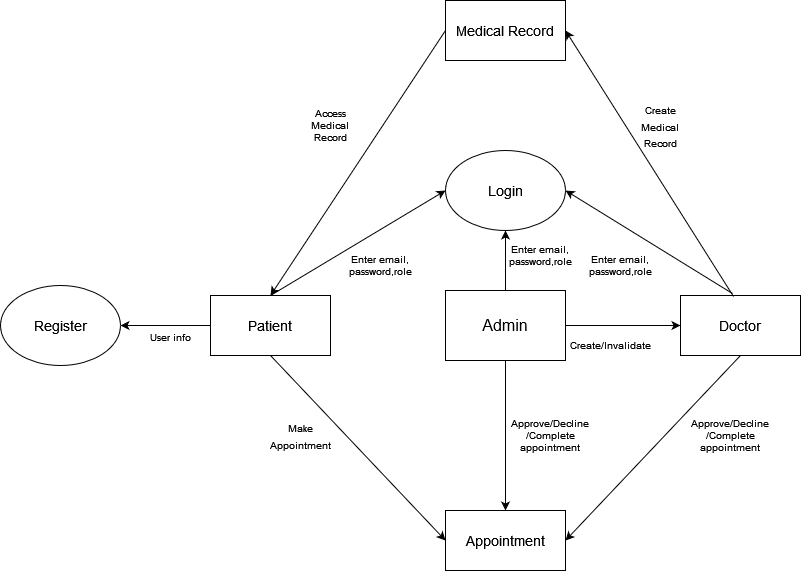 Medical Record
Access
Medical
Record
Create
Medical
Record
Login
Enter email,
password,role
Enter email,
password,role
Enter email,
password,role
Register
User info
Patient
Admin
Create/Invalidate
Doctor
Make
Appointment
Approve/Decline
/Complete
appointment
Approve/Decline
/Complete
appointment
Appointment